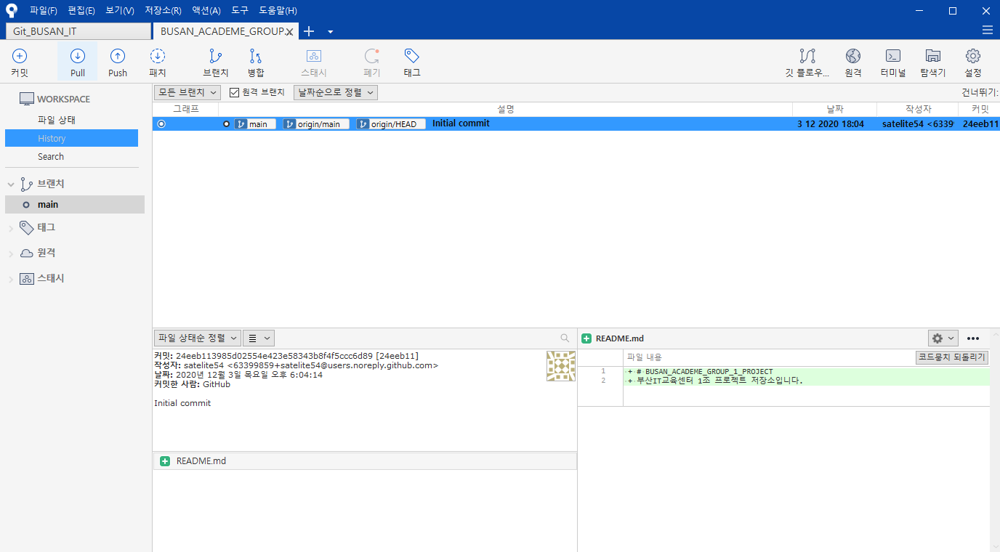 파일(F) 편집(E) 보기(V) 저장소(R) 액션(A) 도구 도움말(H)
Git_BUSAN_IT BUSAN_ACADEME_GROUP
커밋 Pull Push 패치 브랜치 병합 스태시 폐기 태그 깃 플로우... 원격 터미널 탐색기 설정
WORKSPACE
파일 상태
History
Search
브랜치
main
태그
원격
스태시
모든 브랜치 원격 브랜치 날짜순으로 정렬 건너뛰기:
그래프 설명 날짜 작성자 커밋
main origin/main origin/HEAD Initial commit 3 12 2020 18:04 satelite54 <6339 24eeb11
파일 상태순 정렬
커밋: 24eeb113985d02554e423e58343b8f4f5ccc6d89 [24eeb11]
작성자: satelite54 <63399859+satelite54@users.noreply.github.com>
날짜: 2020년 12월 3일 목요일 오후 6:04:14
커밋한 사람: GitHub
Initial commit
README.md
README.md
파일 내용 코드뭉치 되돌리기
1 + # BUSAN_ACADEME_GROUP_1_PROJECT
2 + 부산IT교육센터 1조 프로젝트 저장소입니다.